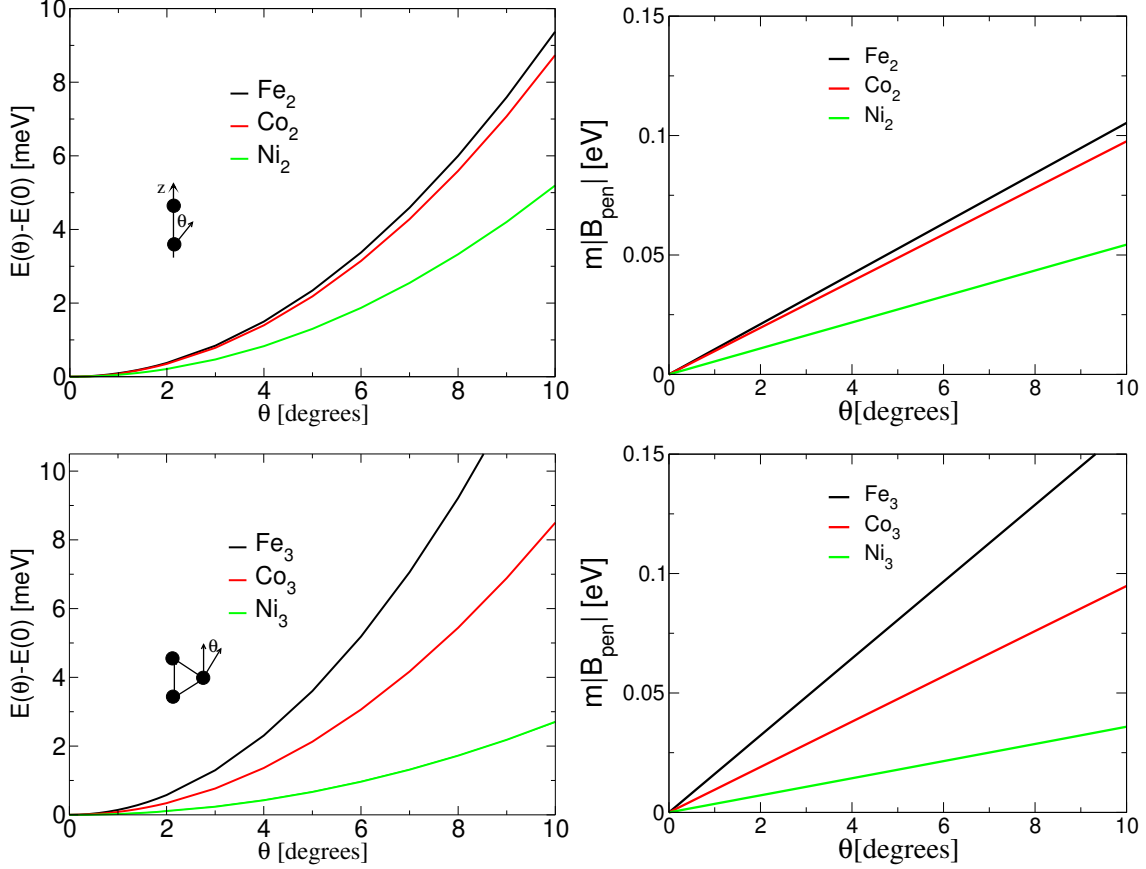 E(θ)-E(0) [meV]
10
8
6
4
2
0
Fe2
Co2
Ni2
z
θ
0 2 4 6 8 10
θ [degrees]
m|Bpen| [eV]
0.15
0.1
0.05
0
Fe2
Co2
Ni2
0 2 4 6 8 10
θ[degrees]
E(θ)-E(0) [meV]
10
8
6
4
2
0
Fe3
Co3
Ni3
θ
0 2 4 6 8 10
θ [degrees]
m|Bpen| [eV]
0.15
0.1
0.05
0
Fe3
Co3
Ni3
0 2 4 6 8 10
θ[degrees]